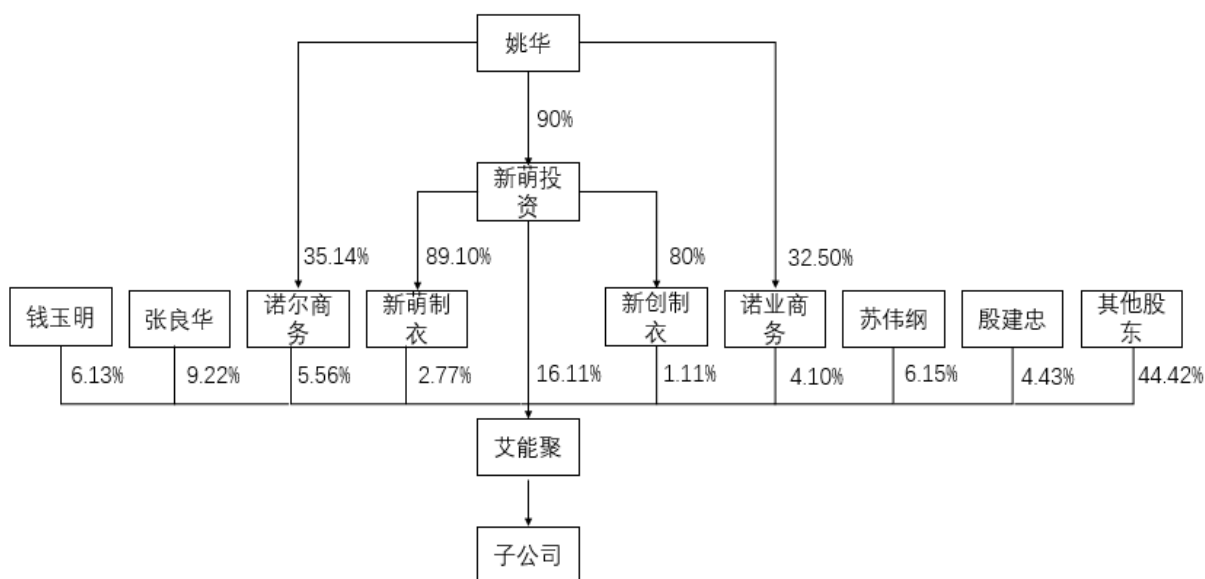 姚华
90%
新萌投
资
35.14%
89.10%
80%
32.50%
钱玉明
张良华
诺尔商
务
新萌制
衣
新创制
衣
诺业商
务
苏伟纲
殷建忠
其他股
东
6.13%
9.22%
5.56%
2.77%
16.11%
1.11%
4.10%
6.15%
4.43%
44.42%
艾能聚
子公司